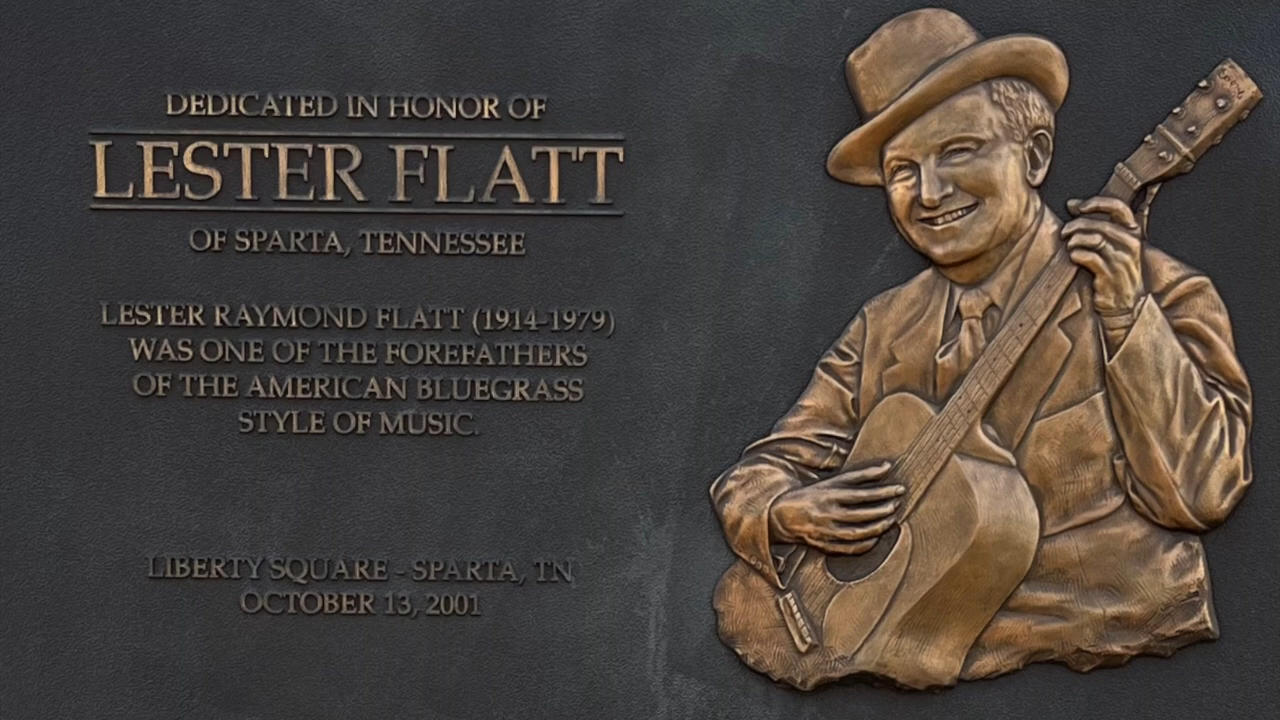 DEDICATED IN HONOR OF
LESTER FLATT
OF SPARTA, TENNESSEE
LESTER RAYMOND FLATT (1914-1979)
WAS ONE OF THE FOREFATHERS
OF THE AMERICAN BLUEGRASS
STYLE OF MUSIC.
LIBERTY SQUARE - SPARTA, TN
OCTOBER 13, 2001